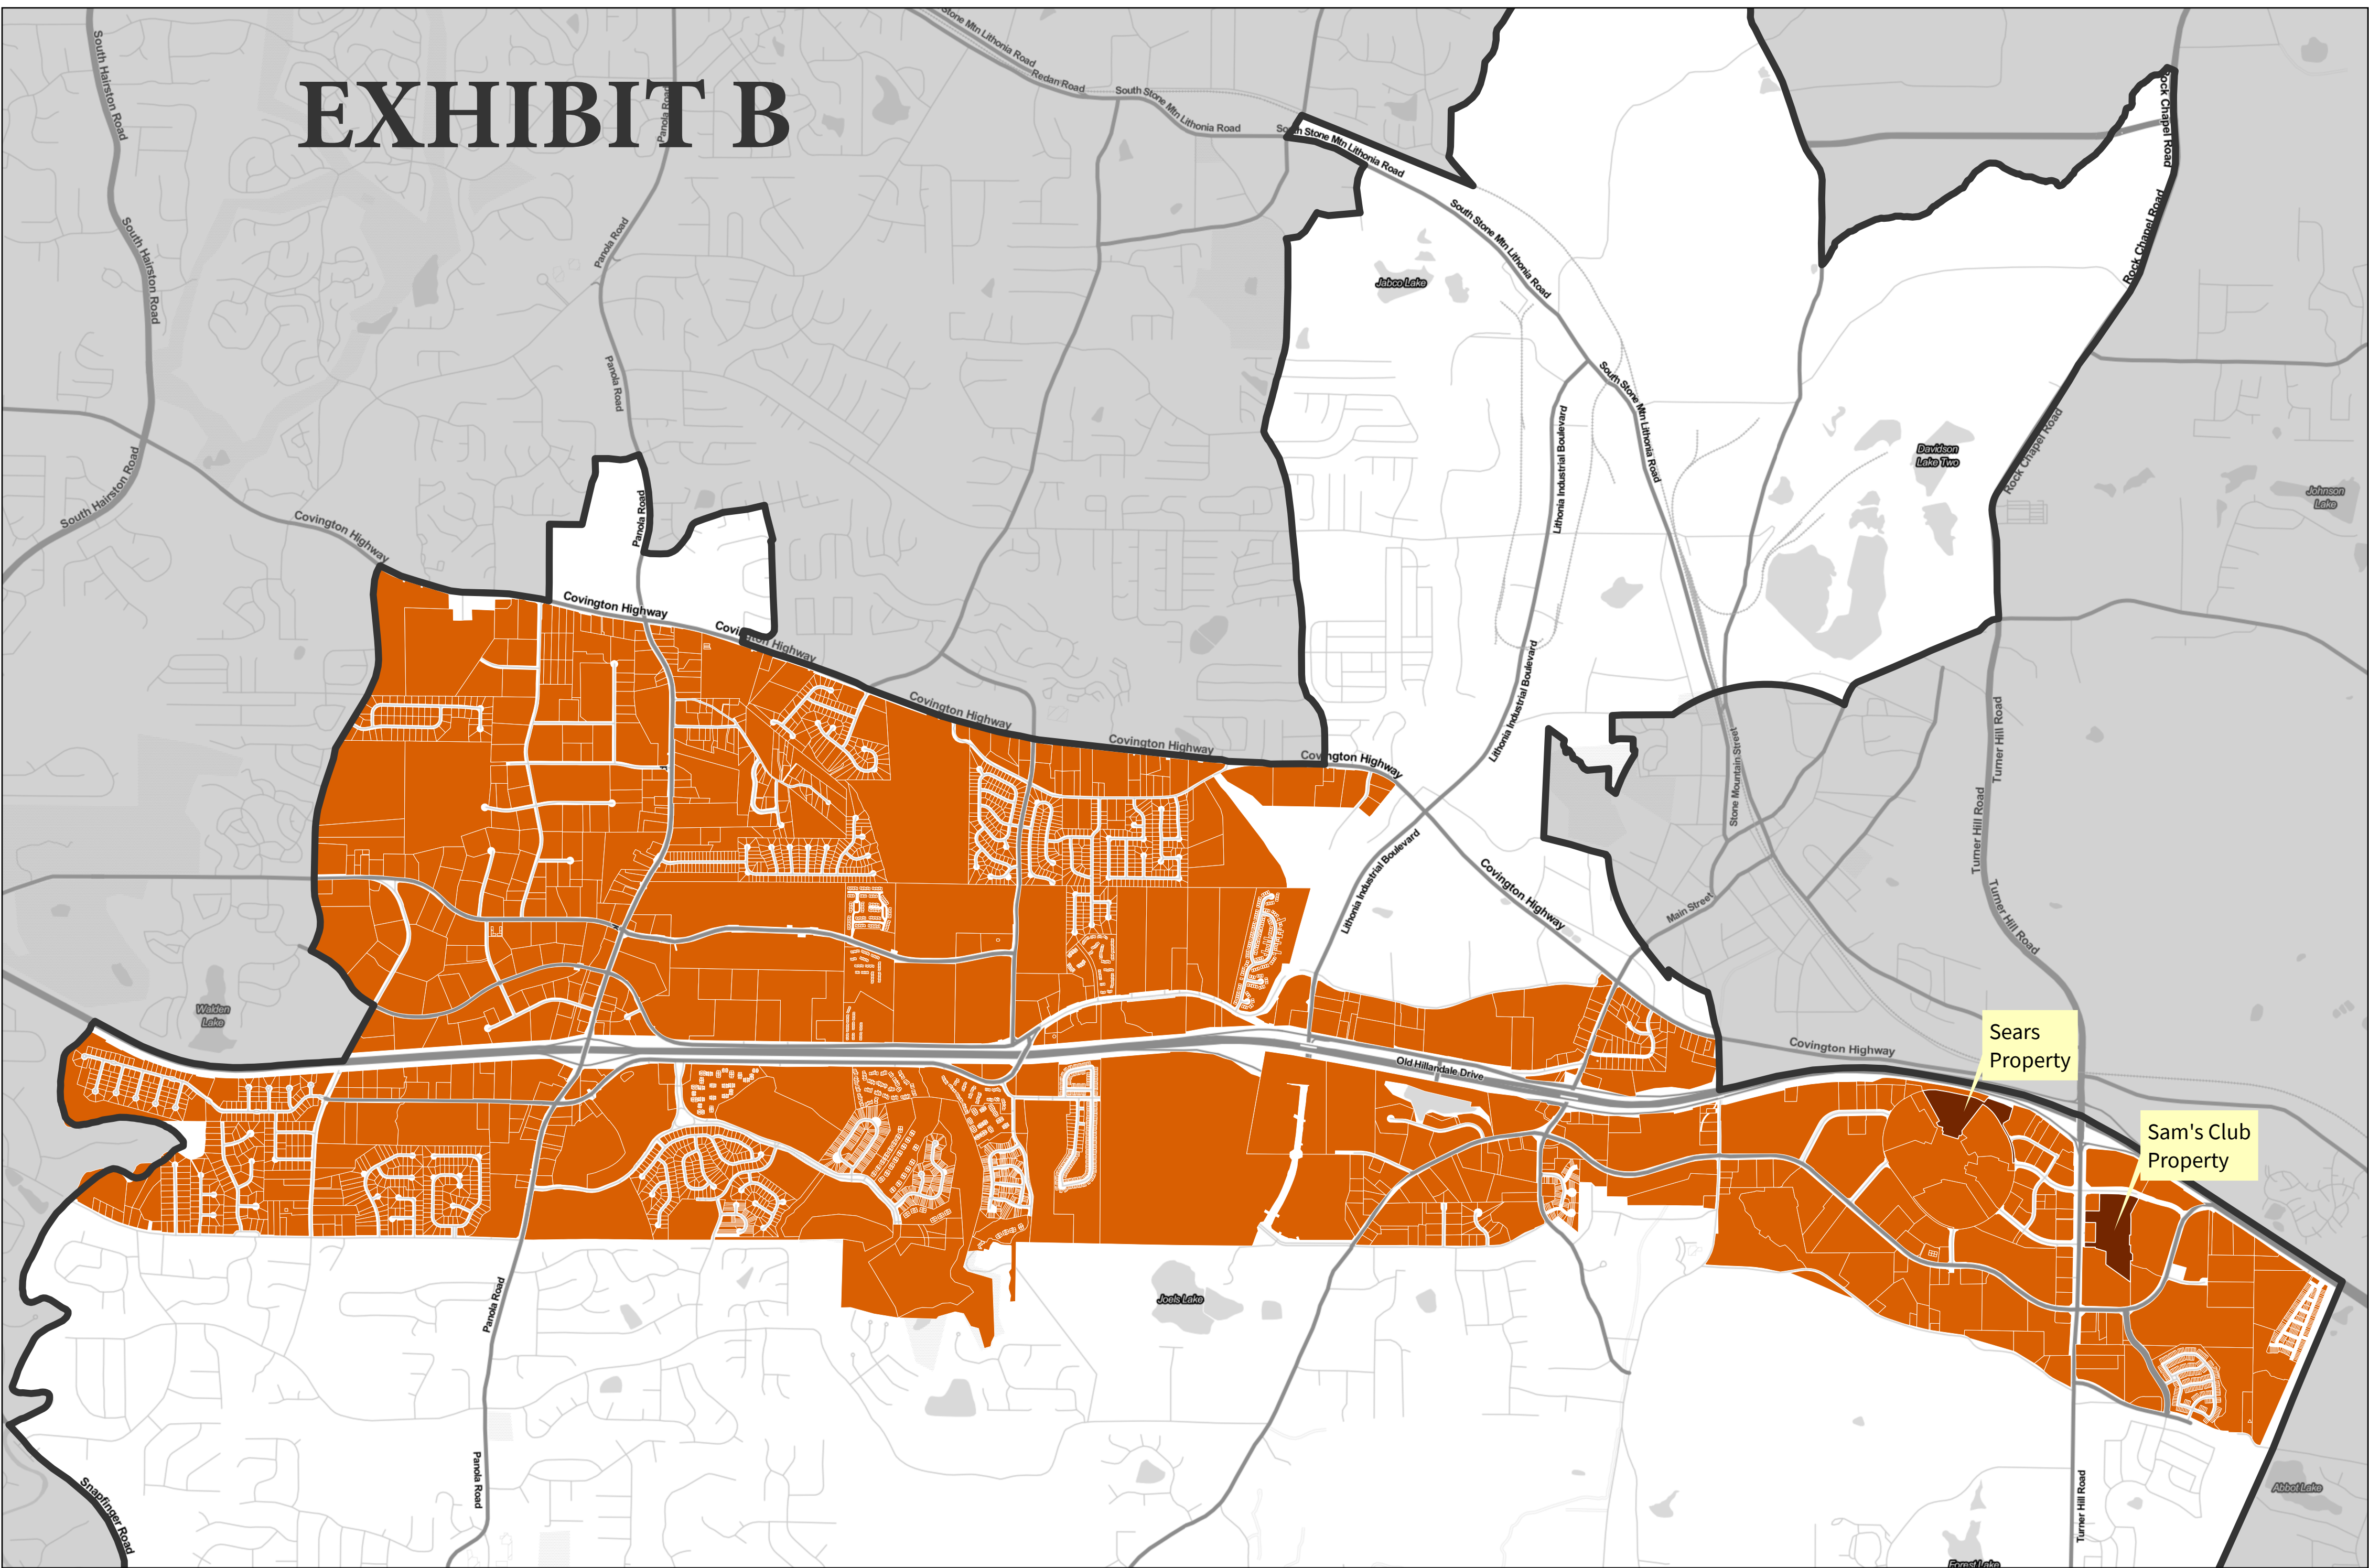 EXHIBIT B
Stone Mtn Lithonia Road
Redan Road
South Stone Mtn Lithonia Road
South Stone Mtn Lithonia Road
South Stone Mtn Lithonia Road
South Stone Mtn Lithonia Road
South Hairston Road
South Hairston Road
South Hairston Road
Panola Road
Panola Road
Panola Road
Panola Road
Rock Chapel Road
Rock Chapel Road
Rock Chapel Road
Jabco Lake
Davidson
Lake Two
Johnson
Lake
Lithonia Industrial Boulevard
Lithonia Industrial Boulevard
Lithonia Industrial Boulevard
Covington Highway
Covington Highway
Covington Highway
Covington Highway
Covington Highway
Covington Highway
Covington Highway
Stone Mountain Street
Main Street
Turner Hill Road
Turner Hill Road
Turner Hill Road
Walden
Lake
Sears
Property
Covington Highway
Old Hillandale Drive
Sam's Club
Property
Joels Lake
Panola Road
Panola Road
Snapfinger Road
Turner Hill Road
Abbot Lake
Forest Lake